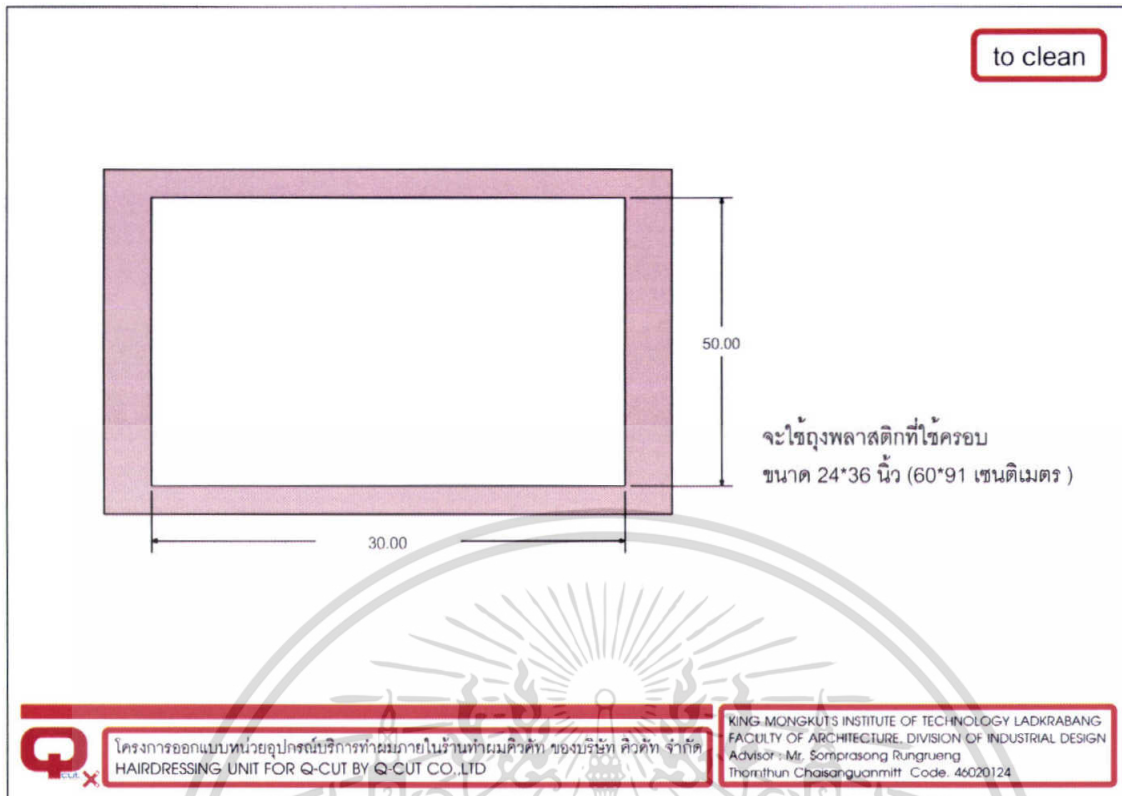 to clean
50.00
จะใช้ถุงพลาสติกที่ใช้ครอบ
ขนาด 24*36 นิ้ว (60*91 เซนติเมตร )
30.00
Q
CUT
โครงการออกแบบหน่วยอุปกรณ์บริการทำผมภายในร้านทำผมคิวคัท ของบริษัท คิวคัท จำกัด
HAIRDRESSING UNIT FOR Q-CUT BY Q-CUT CO.,LTD
KING MONGKUT'S INSTITUTE OF TECHNOLOGY LADKRABANG
FACULTY OF ARCHITECTURE, DIVISION OF INDUSTRIAL DESIGN
Advisor : Mr. Somprasong Rungrueng
Thornthun Chaisanguanmitt Code. 46020124